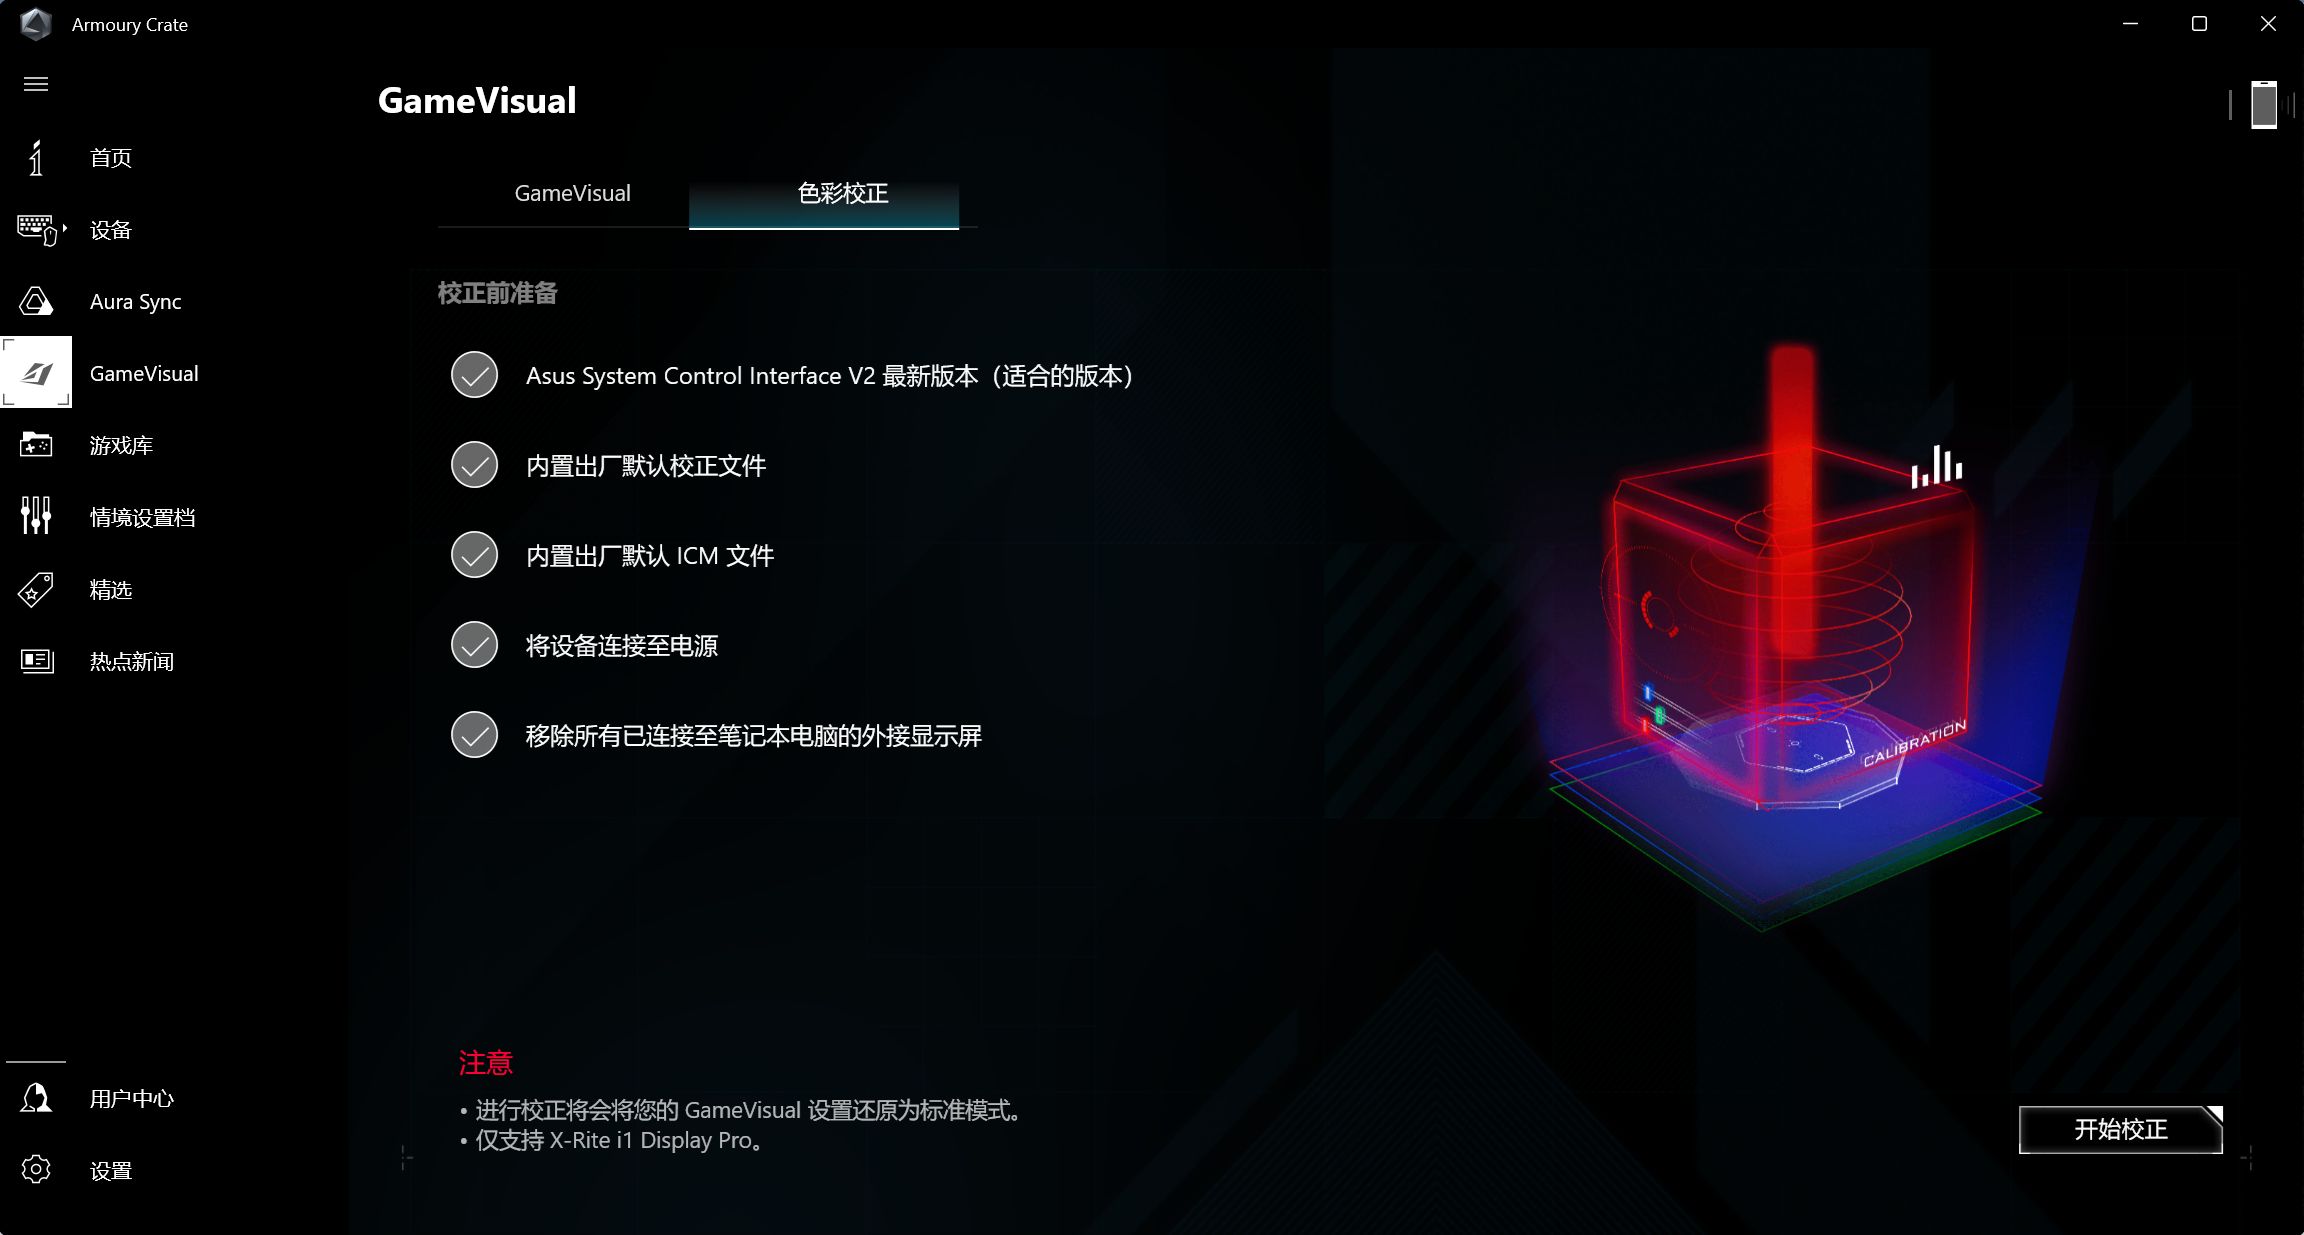 Armoury Crate
GameVisual
首页
设备
Aura Sync
GameVisual
游戏库
情境设置档
精选
热点新闻
用户中心
设置
GameVisual
色彩校正
校正前准备
Asus System Control Interface V2 最新版本（适合的版本）
内置出厂默认校正文件
内置出厂默认 ICM 文件
将设备连接至电源
移除所有已连接至笔记本电脑的外接显示屏
CALIBRATION
注意
• 进行校正将会将您的 GameVisual 设置还原为标准模式。
• 仅支持 X-Rite i1 Display Pro。
开始校正